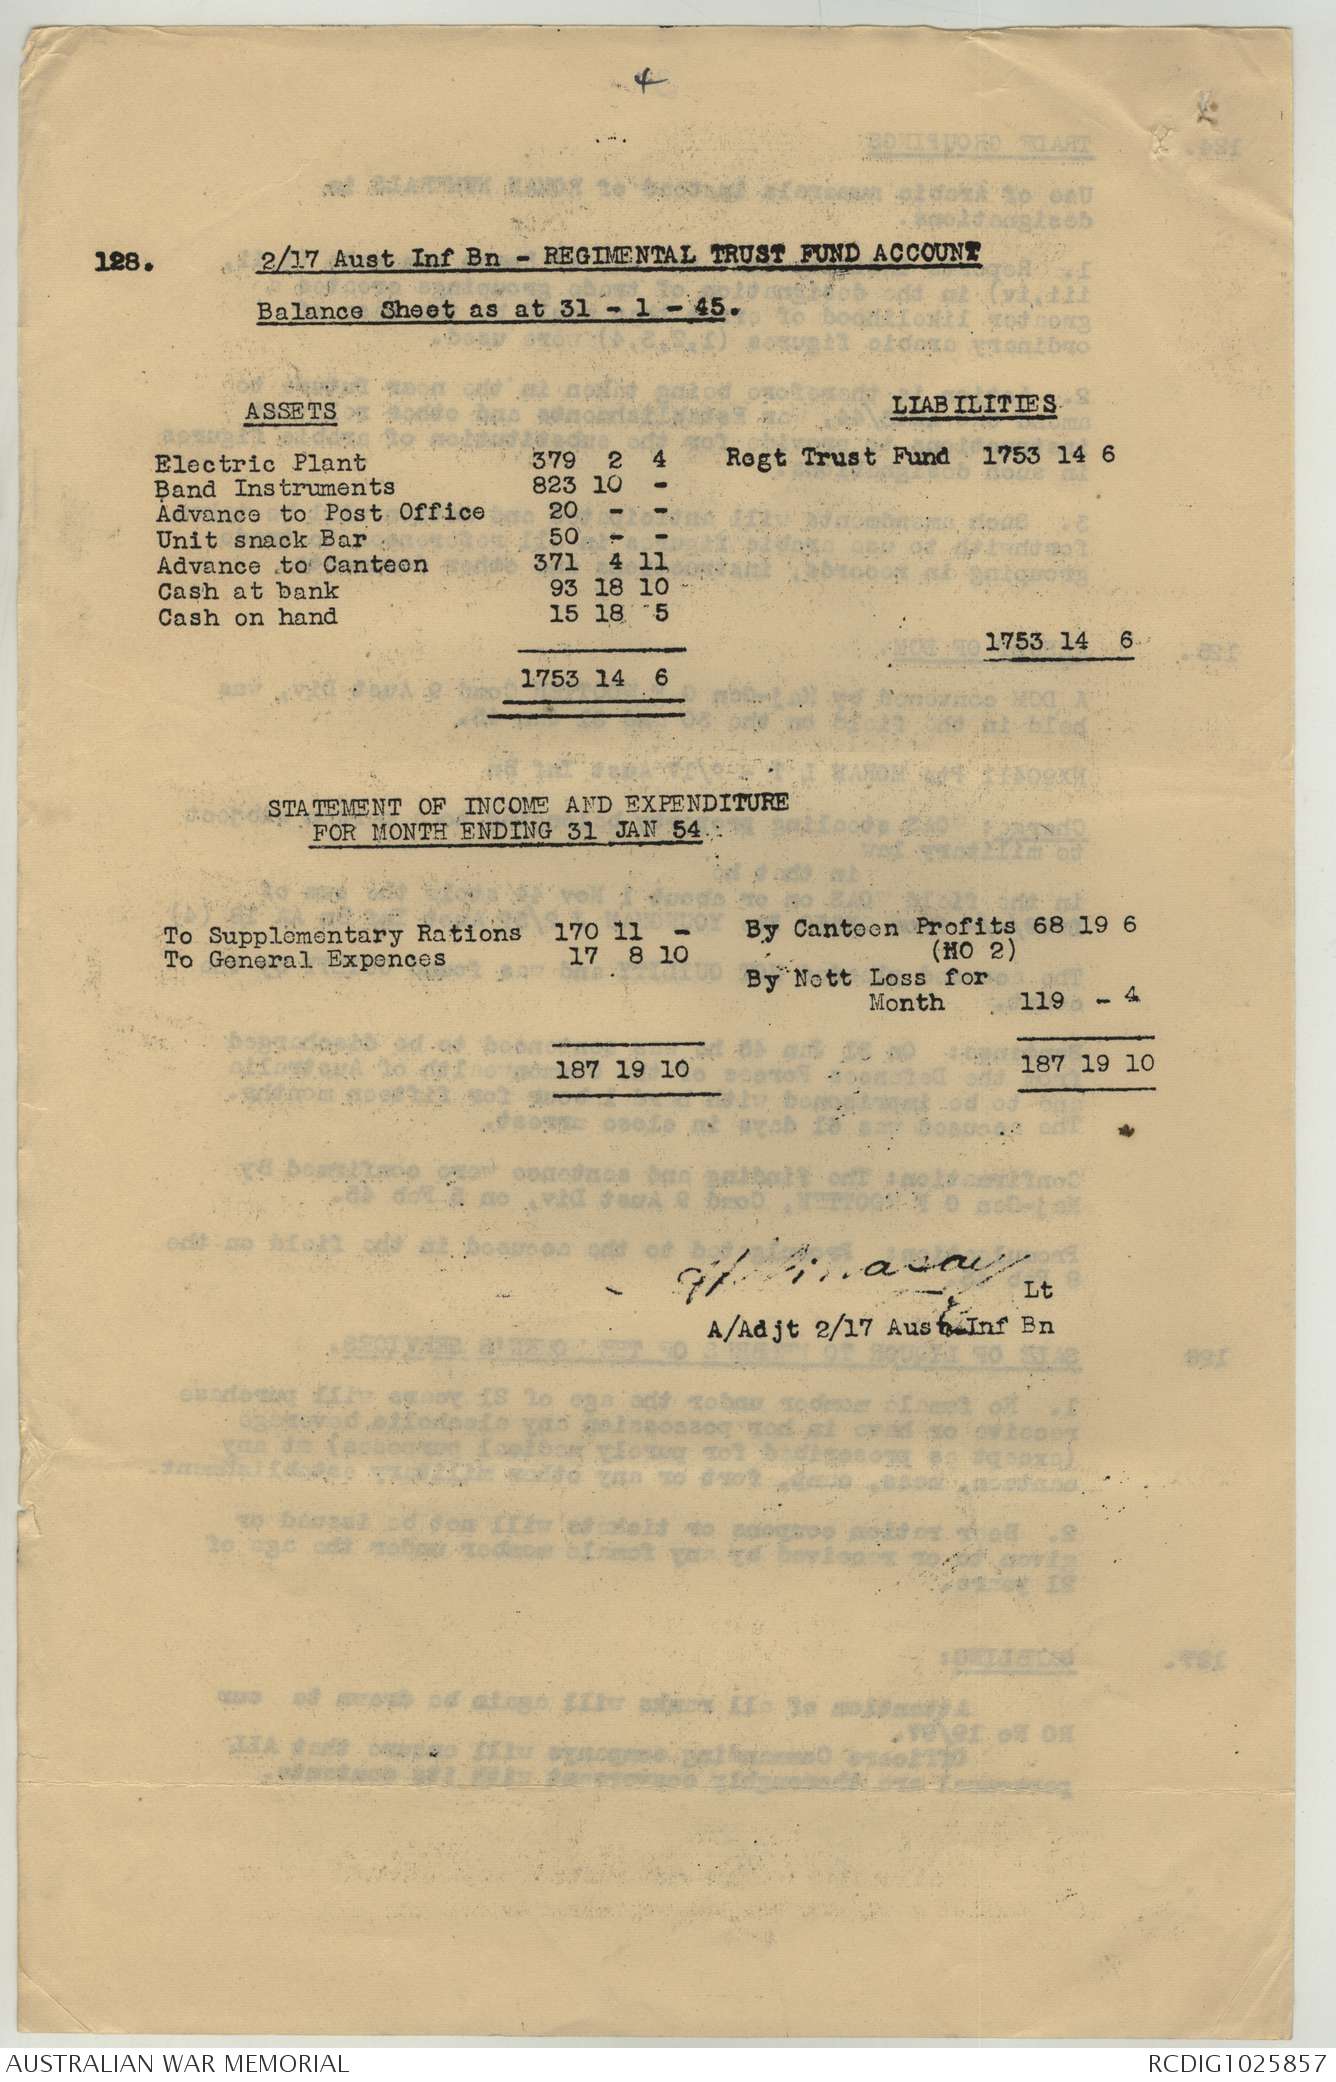 4
128. 2/17 Aust Inf Bn - REGIMENTAL TRUST FUND ACCOUNT
Balance Sheet as at 31 - 1 - 45.
ASSETS LIABILITIES
Electric Plant 379 2 4 Regt Trust Fund 1753 14 6
Band Instruments 823 10 -
Advance to Post Office 20 - -
Unit snack Bar 50 - -
Advance to Canteen 371 4 11
Cash at bank 93 18 10
Cash on hand 15 18 5
1753 14 6
1753 14 6
STATEMENT OF INCOME AND EXPENDITURE
FOR MONTH ENDING 31 JAN 54
To Supplementary Rations 170 11 - By Canteen Profits 68 19 6
To General Expences 17 8 10 (NO 2)
By Nett Loss for
Month 119 - 4
187 19 10 187 19 10
Lt
A/Adjt 2/17 Aust Inf Bn
AUSTRALIAN WAR MEMORIAL RCDIG1025857